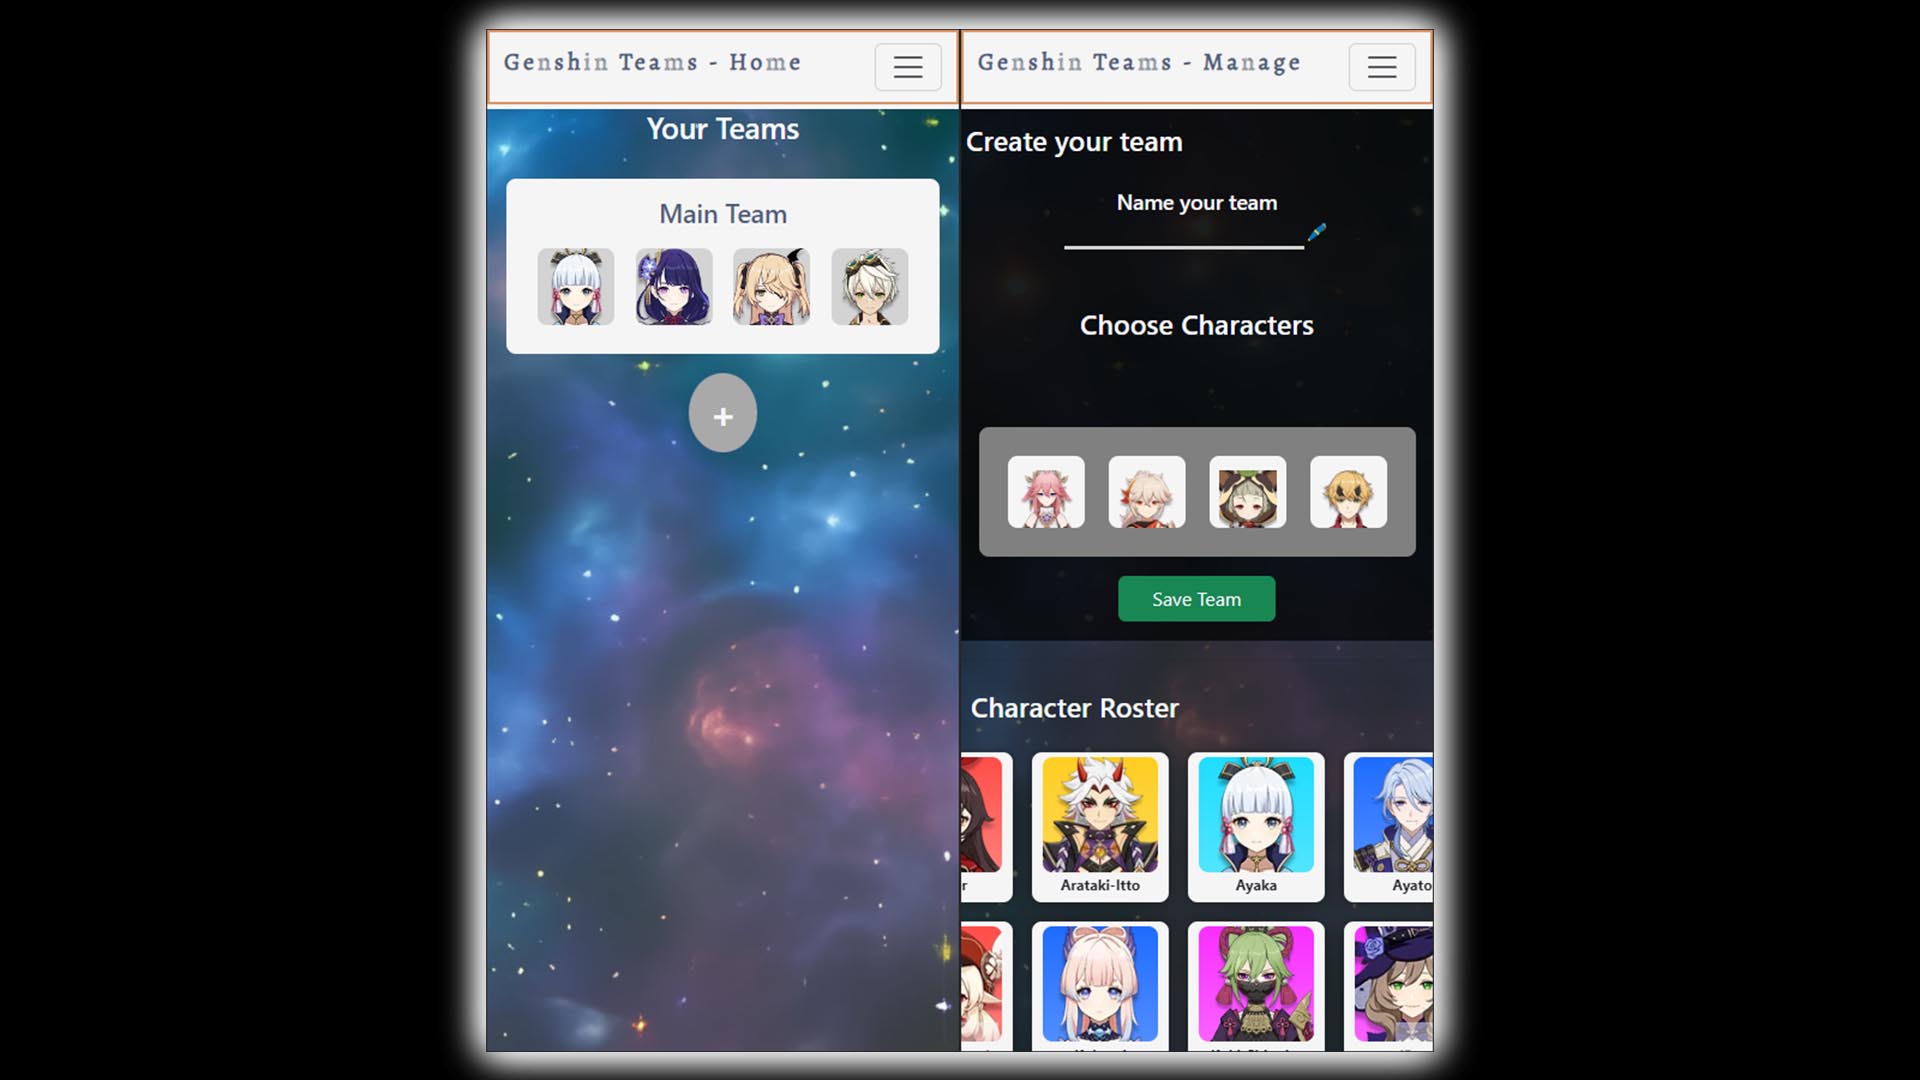 Genshin Teams - Home
Your Teams
Main Team
+
Genshin Teams - Manage
Create your team
Name your team
Choose Characters
Save Team
Character Roster
r
Arataki-Itto
Ayaka
Ayato